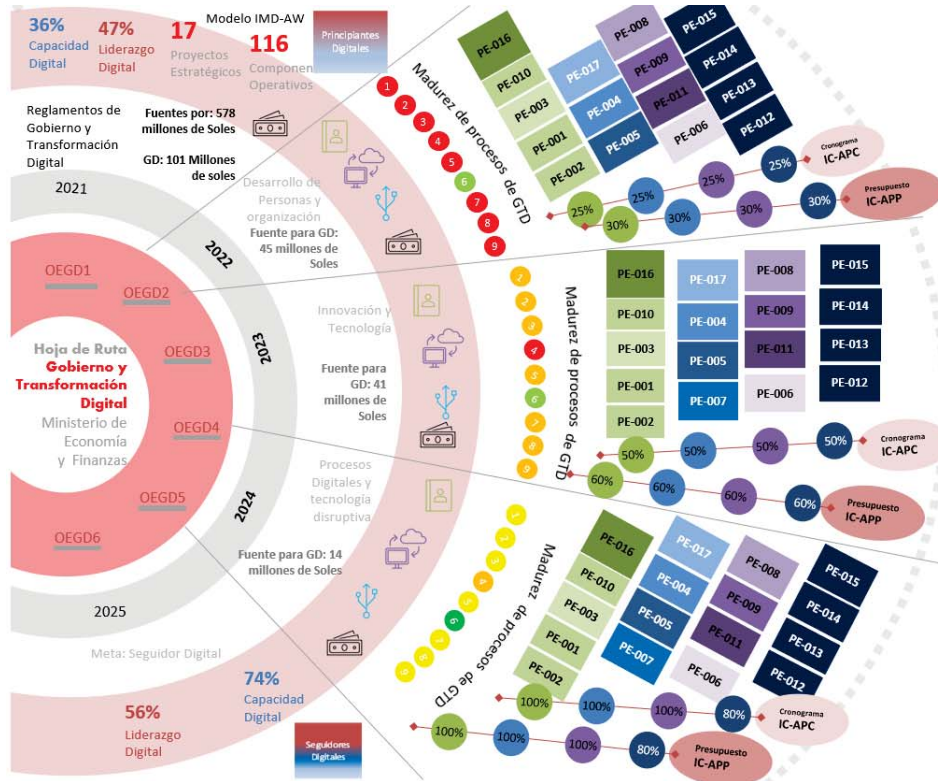 36%
Capacidad
Digital
47%
Liderazgo
Digital
17
Proyectos
Estratégicos
Modelo IMD-AW
116
Componen
Operativos
Principiantes
Digitales
Reglamentos de
Gobierno y
Transformación
Digital
Fuentes por: 578
millones de Soles
GD: 101 Millones
de soles
2021
2022
2023
2024
2025
Desarrollo de
Personas y
organización
Fuente para GD:
45 millones de
Soles
Innovación y
Tecnología
Fuente para
GD: 41
millones de
Soles
Procesos
Digitales y
tecnología
disruptiva
Fuente para GD: 14
millones de Soles
OEGD1
OEGD2
OEGD3
OEGD4
OEGD5
OEGD6
Hoja de Ruta
Gobierno y
Transformación
Digital
Ministerio de
Economía
y Finanzas
Meta: Seguidor Digital
56%
Liderazgo
Digital
74%
Capacidad
Digital
Seguidores
Digitales
1
2
3
4
5
6
7
8
9
Madurez de procesos de GTD
PE-016
PE-010
PE-003
PE-001
PE-002
PE-017
PE-004
PE-005
PE-008
PE-009
PE-011
PE-006
PE-015
PE-014
PE-013
PE-012
25%
25%
25%
25%
Cronograma
IC-APC
30%
30%
30%
30%
Presupuesto
IC-APP
1
2
3
4
5
6
7
8
9
Madurez de procesos de GTD
PE-016
PE-010
PE-003
PE-001
PE-002
PE-017
PE-004
PE-005
PE-007
PE-008
PE-009
PE-011
PE-006
PE-015
PE-014
PE-013
PE-012
50%
50%
50%
50%
Cronograma
IC-APC
60%
60%
60%
60%
Presupuesto
IC-APP
1
2
3
4
5
6
7
8
9
Madurez de procesos de GTD
PE-016
PE-010
PE-003
PE-001
PE-002
PE-017
PE-004
PE-005
PE-007
PE-008
PE-009
PE-011
PE-006
PE-015
PE-014
PE-013
PE-012
100%
100%
100%
80%
Cronograma
IC-APC
100%
100%
100%
80%
Presupuesto
IC-APP